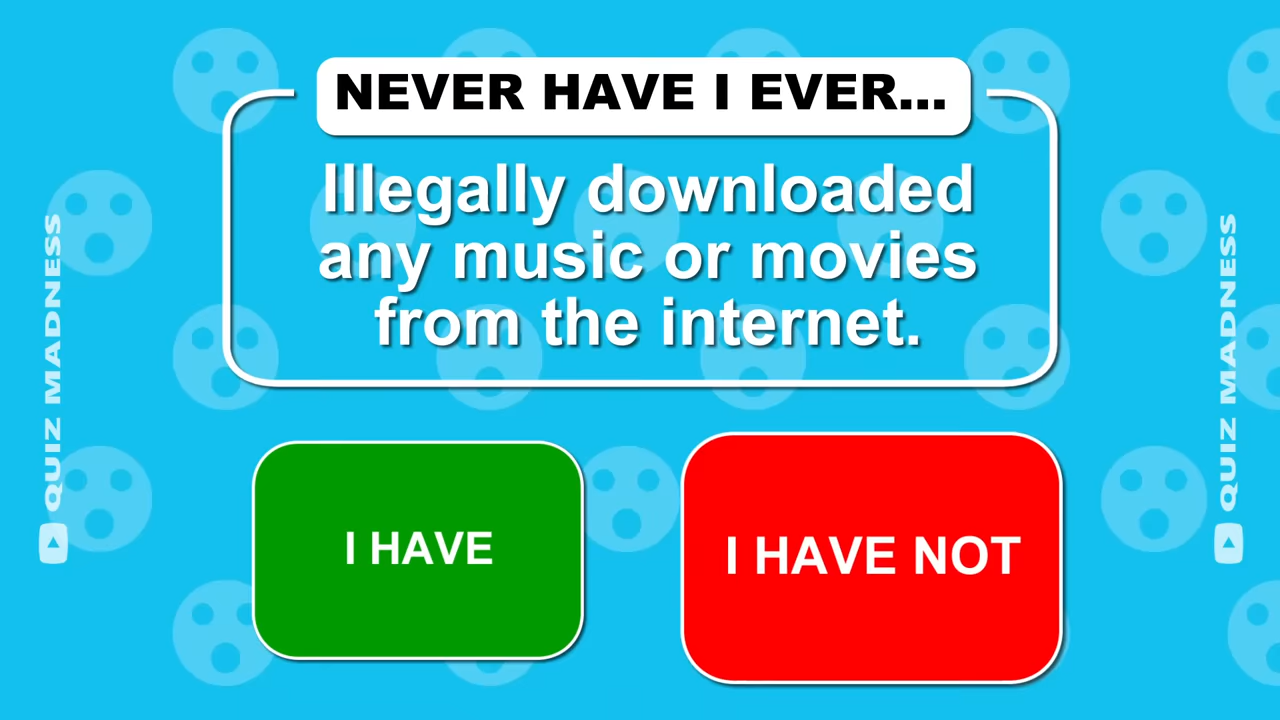 NEVER HAVE I EVER...
Illegally downloaded
any music or movies
from the internet.
I HAVE
I HAVE NOT
QUIZ MADNESS
QUIZ MADNESS